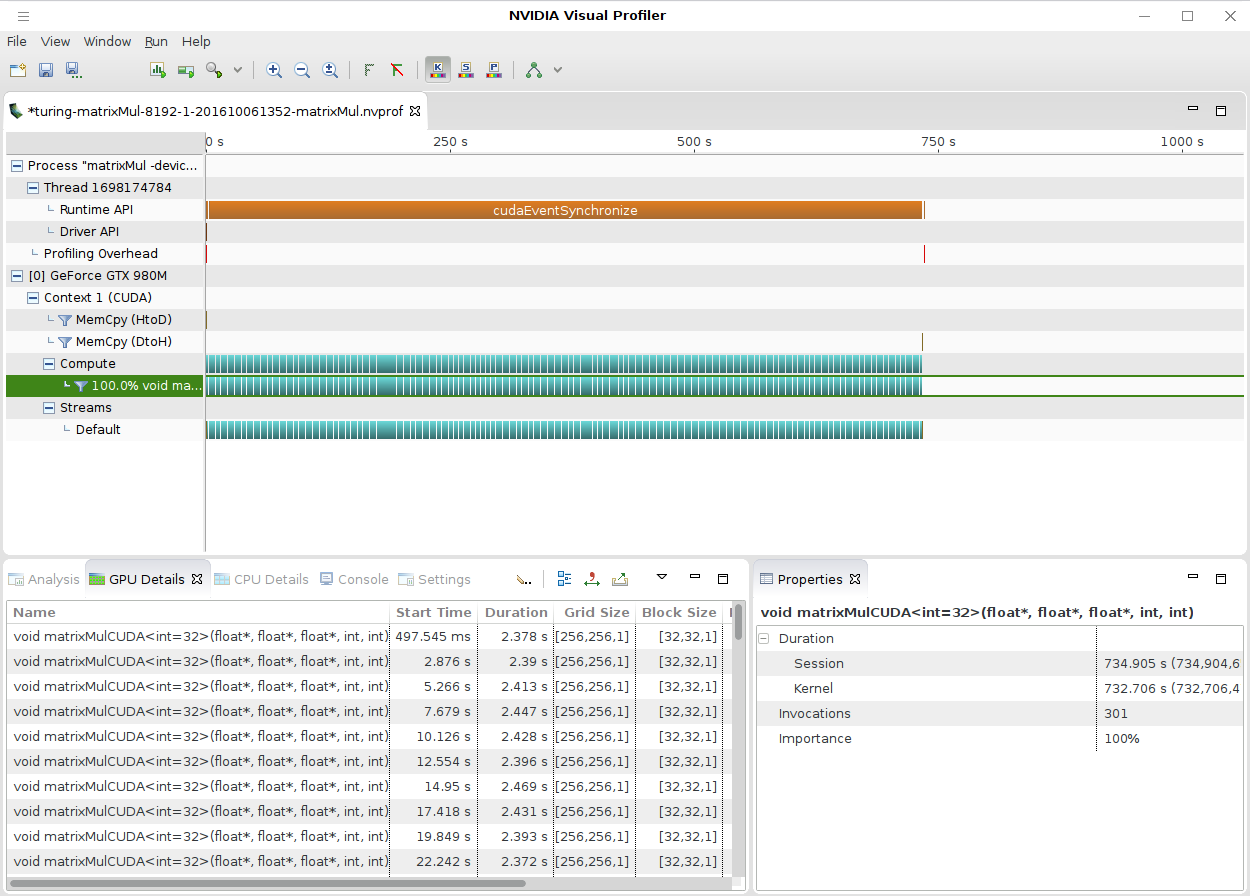 NVIDIA Visual Profiler
File View Window Run Help
K S P
*turing-matrixMul-8192-1-201610061352-matrixMul.nvprof
0 s 250 s 500 s 750 s 1000 s
Process "matrixMul -devic...
Thread 1698174784
Runtime API cudaEventSynchronize
Driver API
Profiling Overhead
[0] GeForce GTX 980M
Context 1 (CUDA)
MemCpy (HtoD)
MemCpy (DtoH)
Compute
100.0% void ma...
Streams
Default
Analysis GPU Details CPU Details Console Settings
Name Start Time Duration Grid Size Block Size
void matrixMulCUDA<int=32>(float*, float*, float*, int, int) 497.545 ms 2.378 s [256,256,1] [32,32,1]
void matrixMulCUDA<int=32>(float*, float*, float*, int, int) 2.876 s 2.39 s [256,256,1] [32,32,1]
void matrixMulCUDA<int=32>(float*, float*, float*, int, int) 5.266 s 2.413 s [256,256,1] [32,32,1]
void matrixMulCUDA<int=32>(float*, float*, float*, int, int) 7.679 s 2.447 s [256,256,1] [32,32,1]
void matrixMulCUDA<int=32>(float*, float*, float*, int, int) 10.126 s 2.428 s [256,256,1] [32,32,1]
void matrixMulCUDA<int=32>(float*, float*, float*, int, int) 12.554 s 2.396 s [256,256,1] [32,32,1]
void matrixMulCUDA<int=32>(float*, float*, float*, int, int) 14.95 s 2.469 s [256,256,1] [32,32,1]
void matrixMulCUDA<int=32>(float*, float*, float*, int, int) 17.418 s 2.431 s [256,256,1] [32,32,1]
void matrixMulCUDA<int=32>(float*, float*, float*, int, int) 19.849 s 2.393 s [256,256,1] [32,32,1]
void matrixMulCUDA<int=32>(float*, float*, float*, int, int) 22.242 s 2.372 s [256,256,1] [32,32,1]
Properties
void matrixMulCUDA<int=32>(float*, float*, float*, int, int)
Duration
Session 734.905 s (734,904,6
Kernel 732.706 s (732,706,4
Invocations 301
Importance 100%